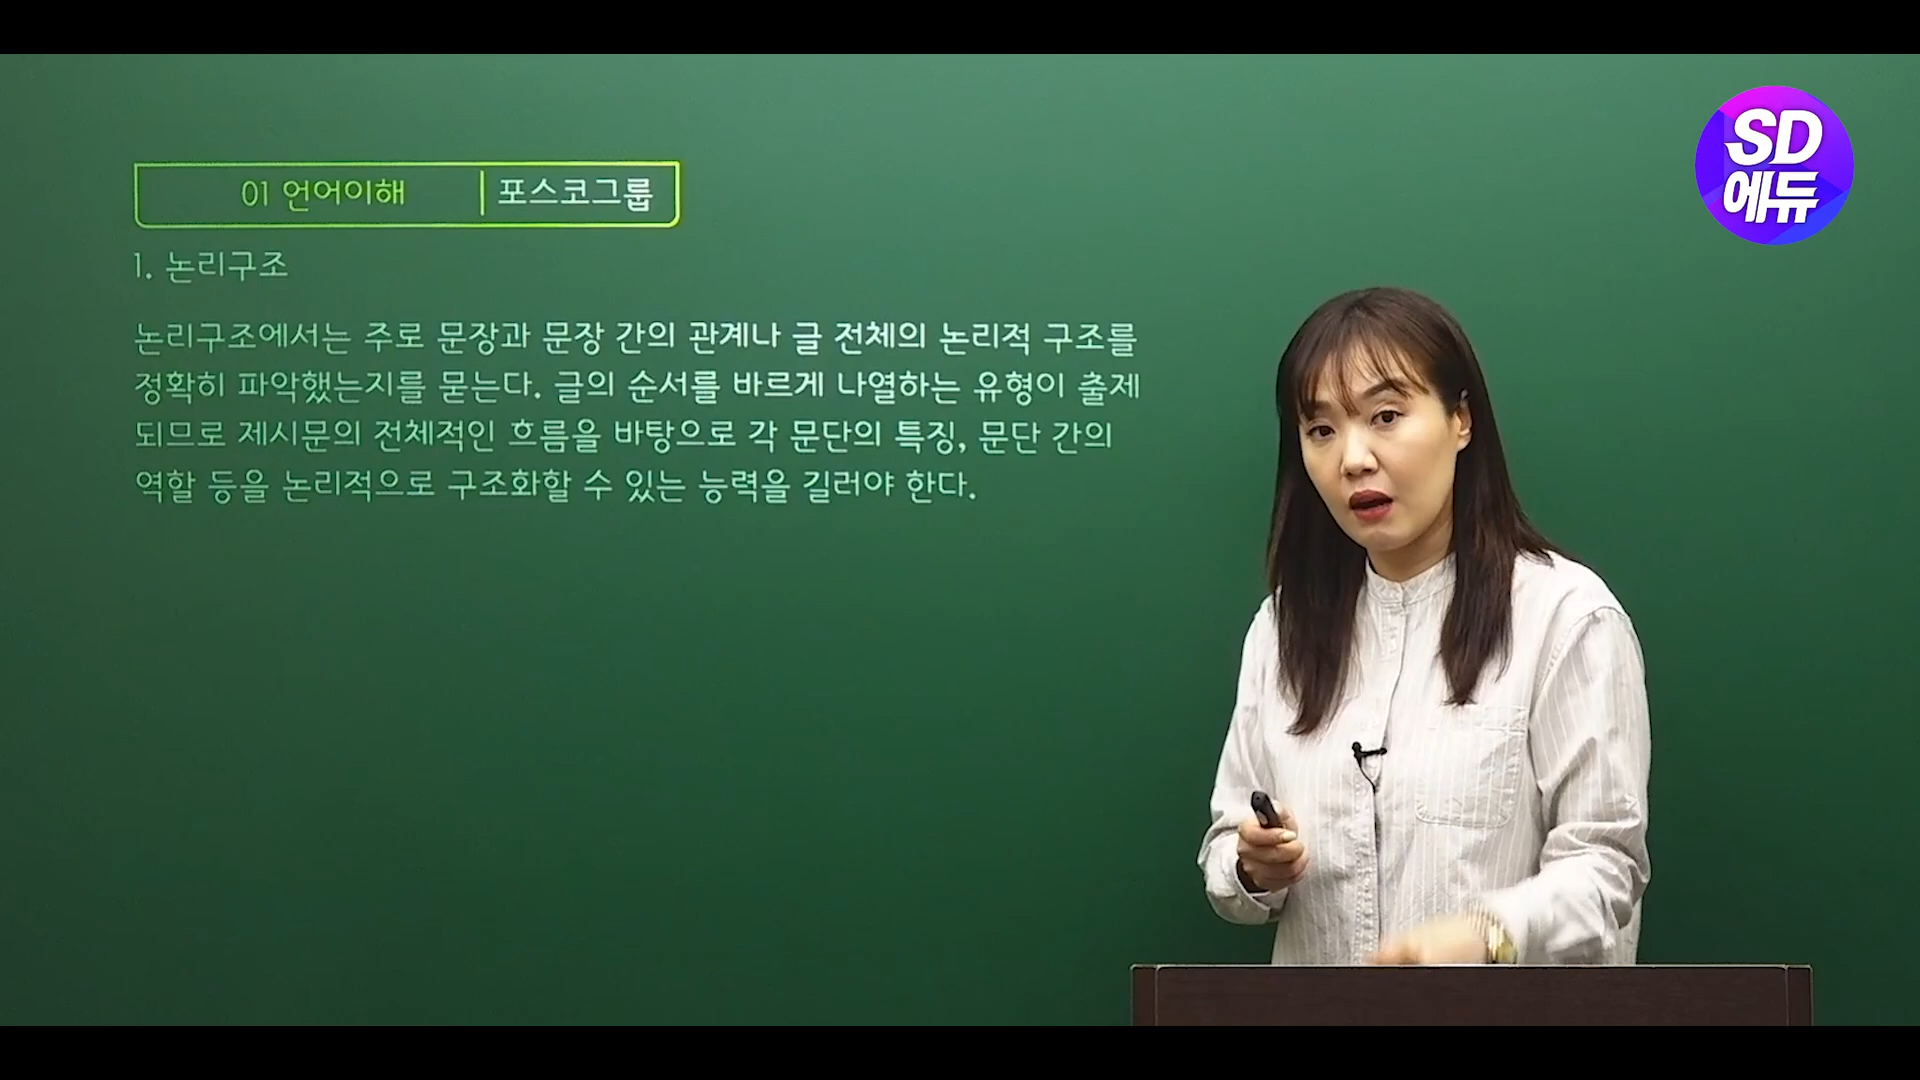 01 언어이해 포스코그룹
SD
에듀
1. 논리구조
논리구조에서는 주로 문장과 문장 간의 관계나 글 전체의 논리적 구조를
정확히 파악했는지를 묻는다. 글의 순서를 바르게 나열하는 유형이 출제
되므로 제시문의 전체적인 흐름을 바탕으로 각 문단의 특징, 문단 간의
역할 등을 논리적으로 구조화할 수 있는 능력을 길러야 한다.